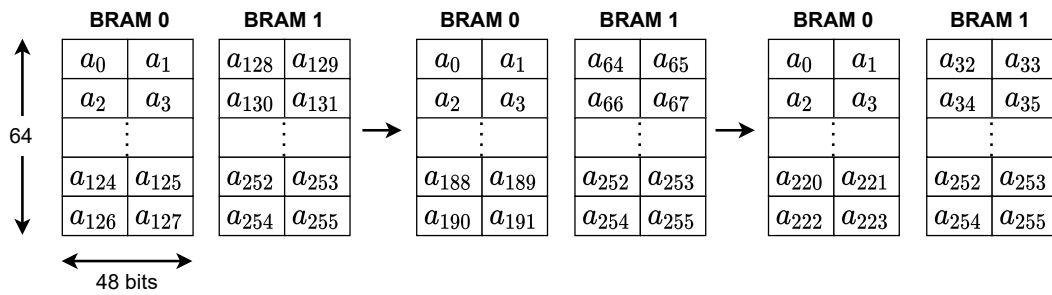 BRAM 0 BRAM 1 BRAM 0 BRAM 1 BRAM 0 BRAM 1
a₀ a₁ a₁₂₈ a₁₂₉ a₀ a₁ a₆₄ a₆₅ a₀ a₁ a₃₂ a₃₃
a₂ a₃ a₁₃₀ a₁₃₁ a₂ a₃ a₆₆ a₆₇ a₂ a₃ a₃₄ a₃₅
64 ⋮ ⋮ ⋮ ⋮ ⋮ ⋮
a₁₂₄ a₁₂₅ a₂₅₂ a₂₅₃ a₁₈₈ a₁₈₉ a₂₅₂ a₂₅₃ a₂₂₀ a₂₂₁ a₂₅₂ a₂₅₃
a₁₂₆ a₁₂₇ a₂₅₄ a₂₅₅ a₁₉₀ a₁₉₁ a₂₅₄ a₂₅₅ a₂₂₂ a₂₂₃ a₂₅₄ a₂₅₅
48 bits